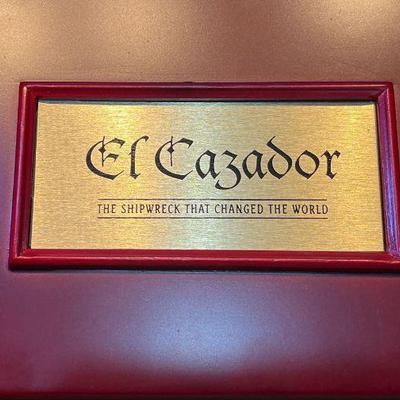 El Cazador
THE SHIPWRECK THAT CHANGED THE WORLD